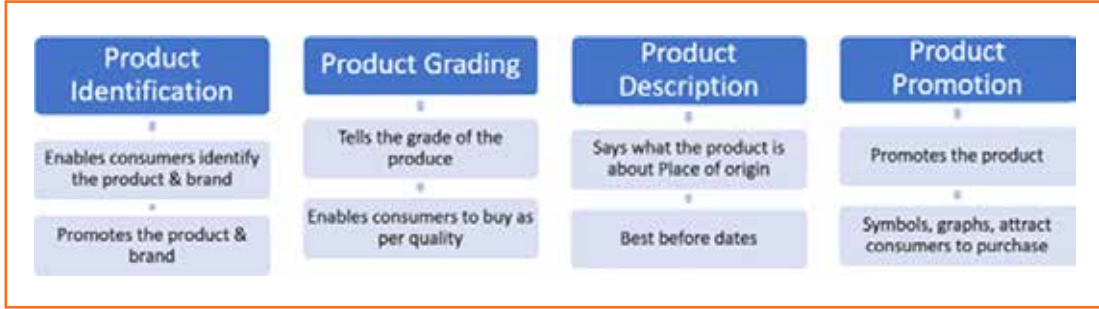 Product
Identification
Enables consumers identify
the product & brand
Promotes the product &
brand
Product Grading
Tells the grade of the
produce
Enables consumers to buy as
per quality
Product
Description
Says what the product is
about Place of origin
Best before dates
Product
Promotion
Promotes the product
Symbols, graphs, attract
consumers to purchase